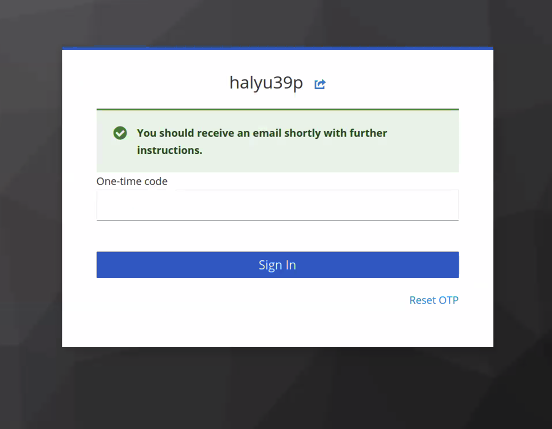 halyu39p
You should receive an email shortly with further
instructions.
One-time code
Sign In
Reset OTP